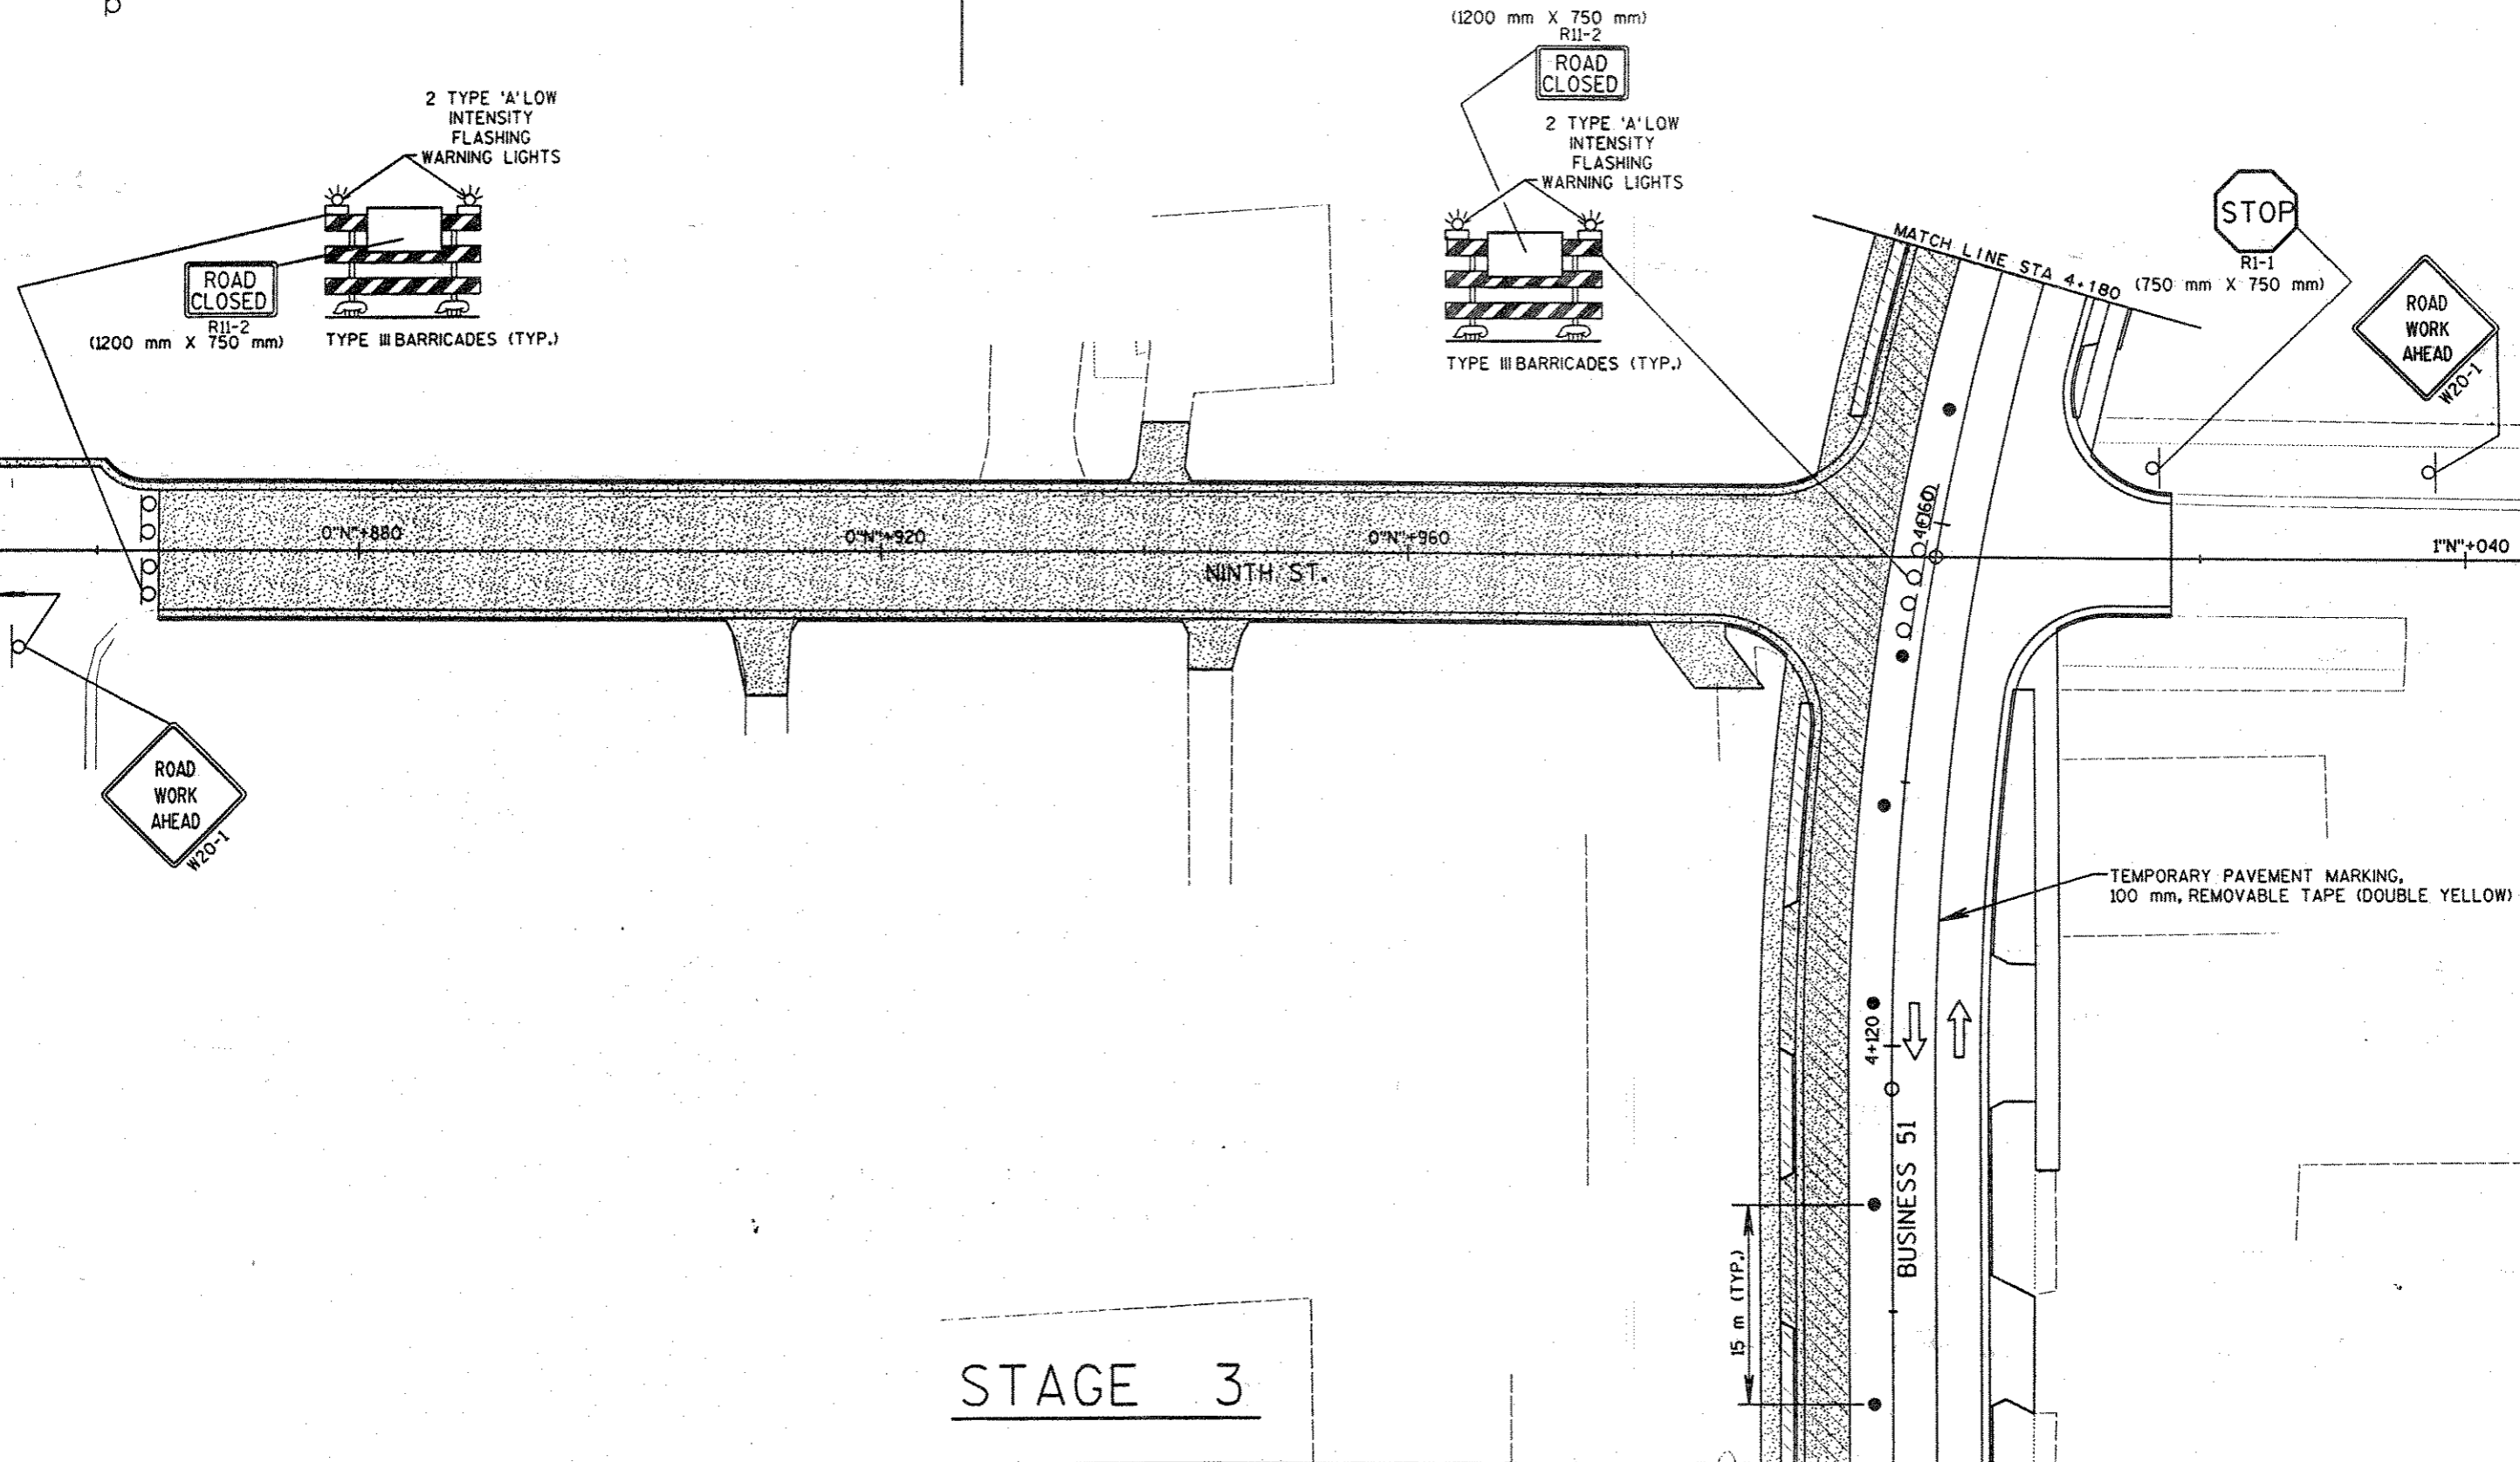 (1200 mm X 750 mm)
R11-2
ROAD
CLOSED
2 TYPE 'A' LOW
INTENSITY
FLASHING
WARNING LIGHTS
ROAD
CLOSED
R11-2
(1200 mm X 750 mm)
TYPE III BARRICADES (TYP.)
2 TYPE 'A' LOW
INTENSITY
FLASHING
WARNING LIGHTS
TYPE III BARRICADES (TYP.)
MATCH LINE STA 4+180
STOP
R1-1
(750 mm X 750 mm)
ROAD
WORK
AHEAD
W20-1
0"N"+880
0"N"+920
0"N"+960
4+160
1"N"+040
NINTH ST.
ROAD
WORK
AHEAD
W20-1
TEMPORARY PAVEMENT MARKING,
100 mm, REMOVABLE TAPE (DOUBLE YELLOW)
4+120
BUSINESS 51
15 m (TYP.)
STAGE 3